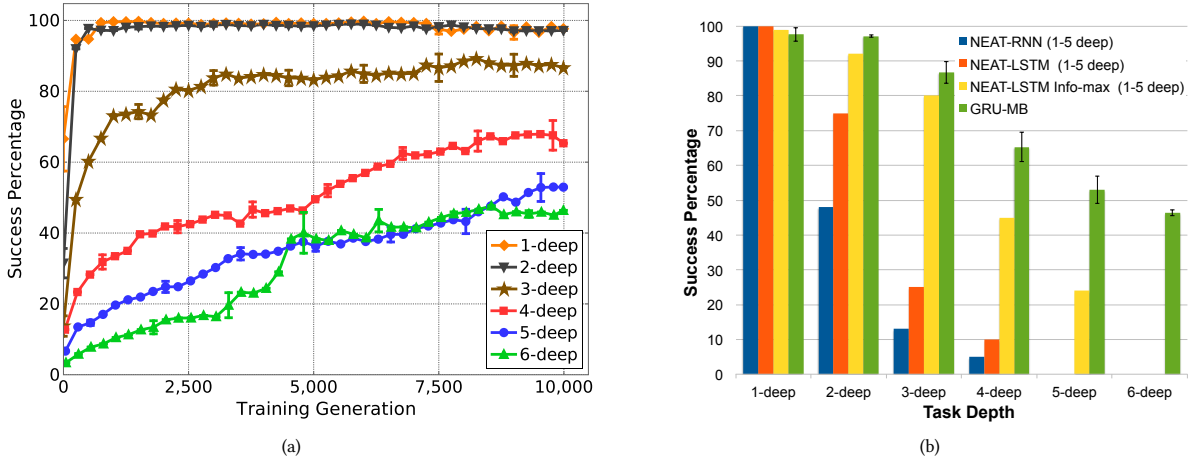 100
80
60
40
20
0
Success Percentage
0
2,500
5,000
7,500
10,000
Training Generation
1-deep
2-deep
3-deep
4-deep
5-deep
6-deep
(a)
100
90
80
70
60
50
40
30
20
10
0
Success Percentage
NEAT-RNN (1-5 deep)
NEAT-LSTM (1-5 deep)
NEAT-LSTM Info-max (1-5 deep)
GRU-MB
1-deep
2-deep
3-deep
4-deep
5-deep
6-deep
Task Depth
(b)